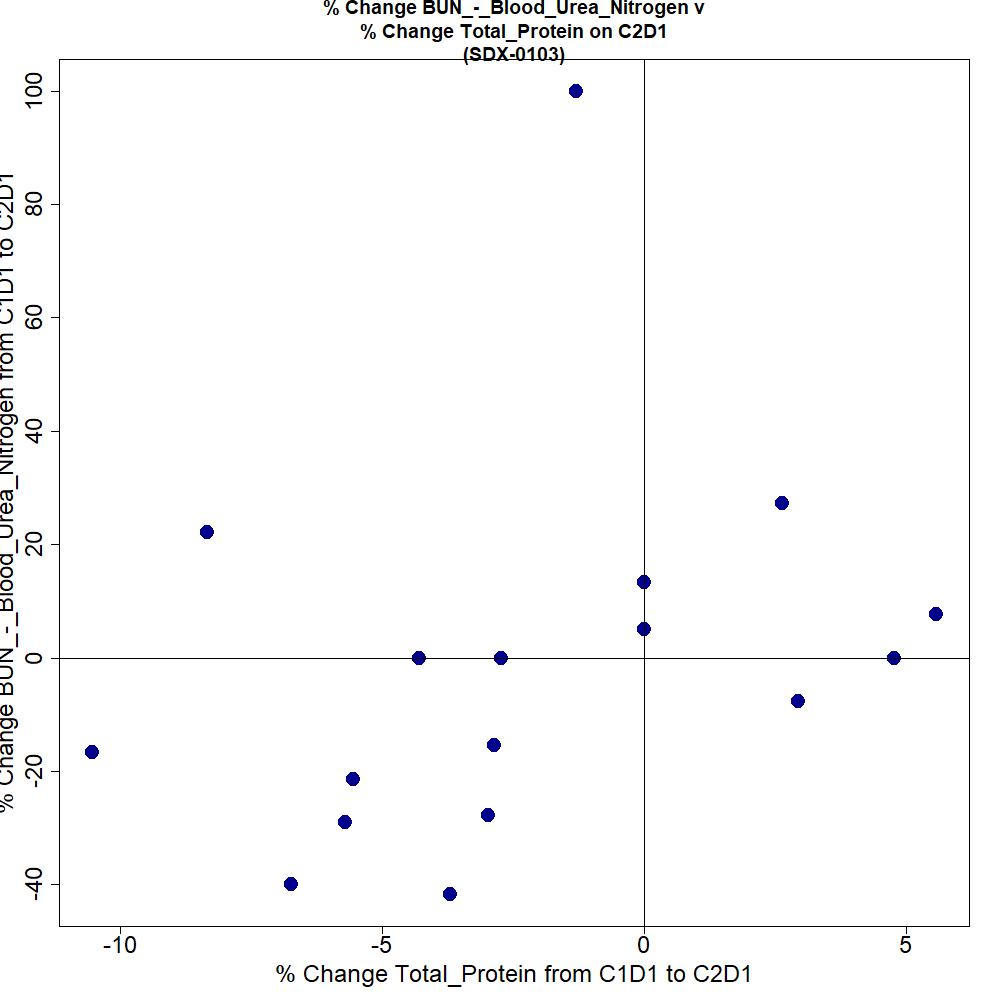 % Change BUN_-_Blood_Urea_Nitrogen v
% Change Total_Protein on C2D1
(SDX-0103)
% Change BUN_-_Blood_Urea_Nitrogen from C1D1 to C2D1
100
80
60
40
20
0
-20
-40
-10
-5
0
5
% Change Total_Protein from C1D1 to C2D1